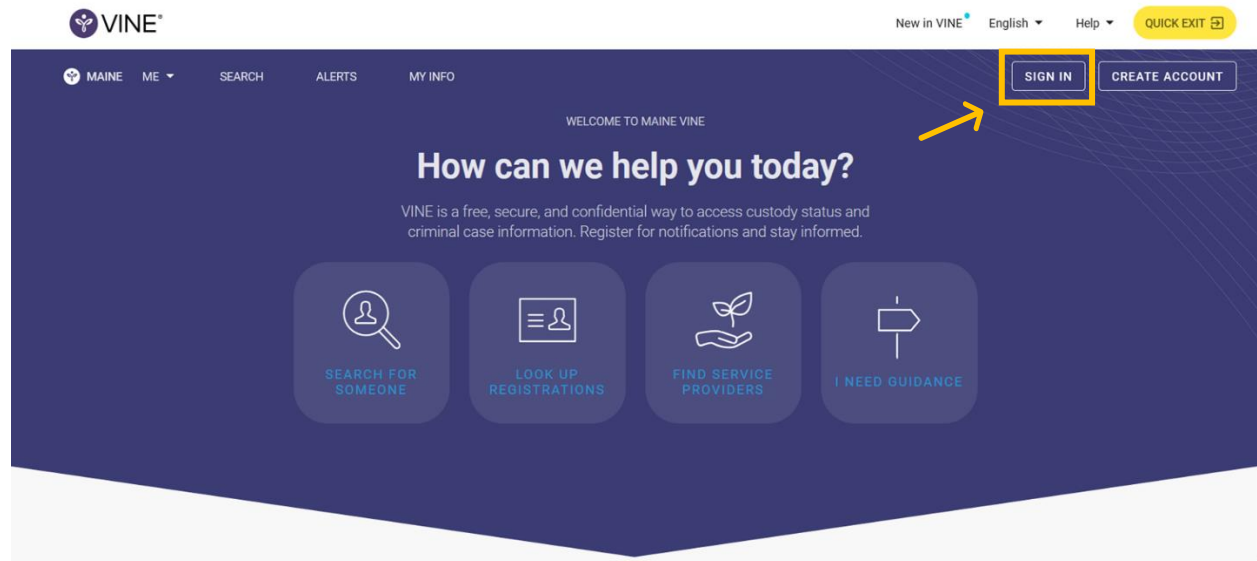 VINE®
New in VINE
English
Help
QUICK EXIT
MAINE
ME
SEARCH
ALERTS
MY INFO
SIGN IN
CREATE ACCOUNT
WELCOME TO MAINE VINE
How can we help you today?
VINE is a free, secure, and confidential way to access custody status and
criminal case information. Register for notifications and stay informed.
SEARCH FOR
SOMEONE
LOOK UP
REGISTRATIONS
FIND SERVICE
PROVIDERS
I NEED GUIDANCE